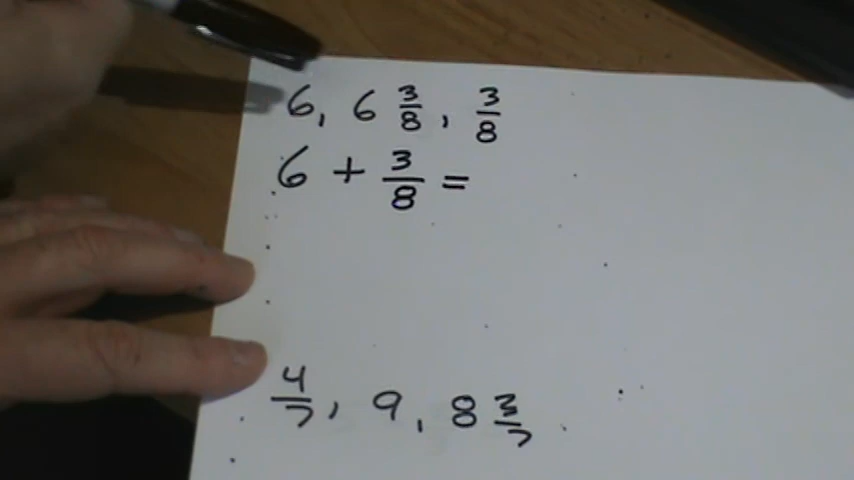 6, 6 3/8, 3/8
6 + 3/8 =
4/7, 9, 8 3/7